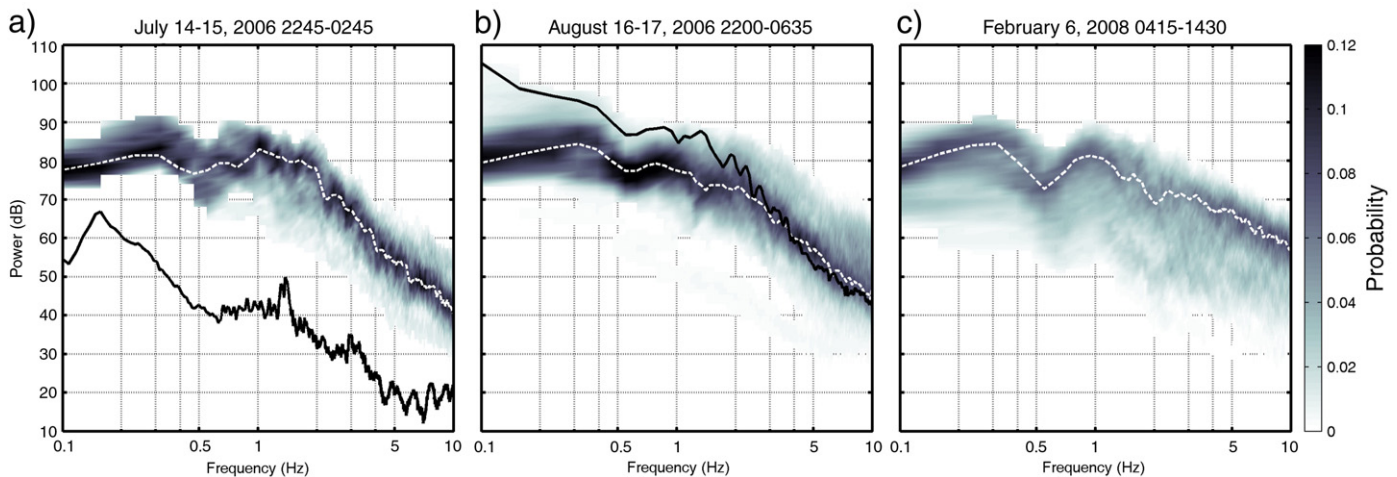 a) July 14-15, 2006 2245-0245
b) August 16-17, 2006 2200-0635
c) February 6, 2008 0415-1430
110
100
90
80
70
60
50
40
30
20
10
Power (dB)
0.1 0.5 1 5 10
Frequency (Hz)
0.1 0.5 1 5 10
Frequency (Hz)
0.1 0.5 1 5 10
Frequency (Hz)
0.12
0.1
0.08
0.06
0.04
0.02
0
Probability